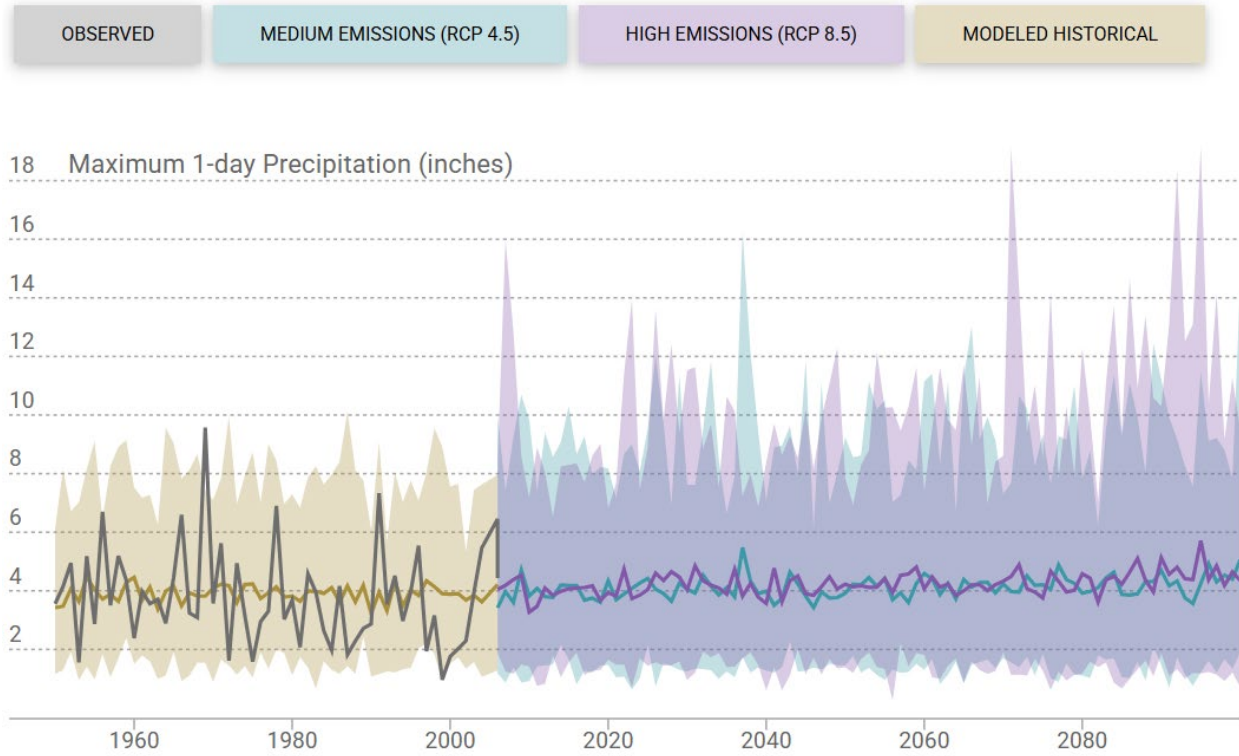 OBSERVED MEDIUM EMISSIONS (RCP 4.5) HIGH EMISSIONS (RCP 8.5) MODELED HISTORICAL
18 Maximum 1-day Precipitation (inches)
16
14
12
10
8
6
4
2
1960 1980 2000 2020 2040 2060 2080